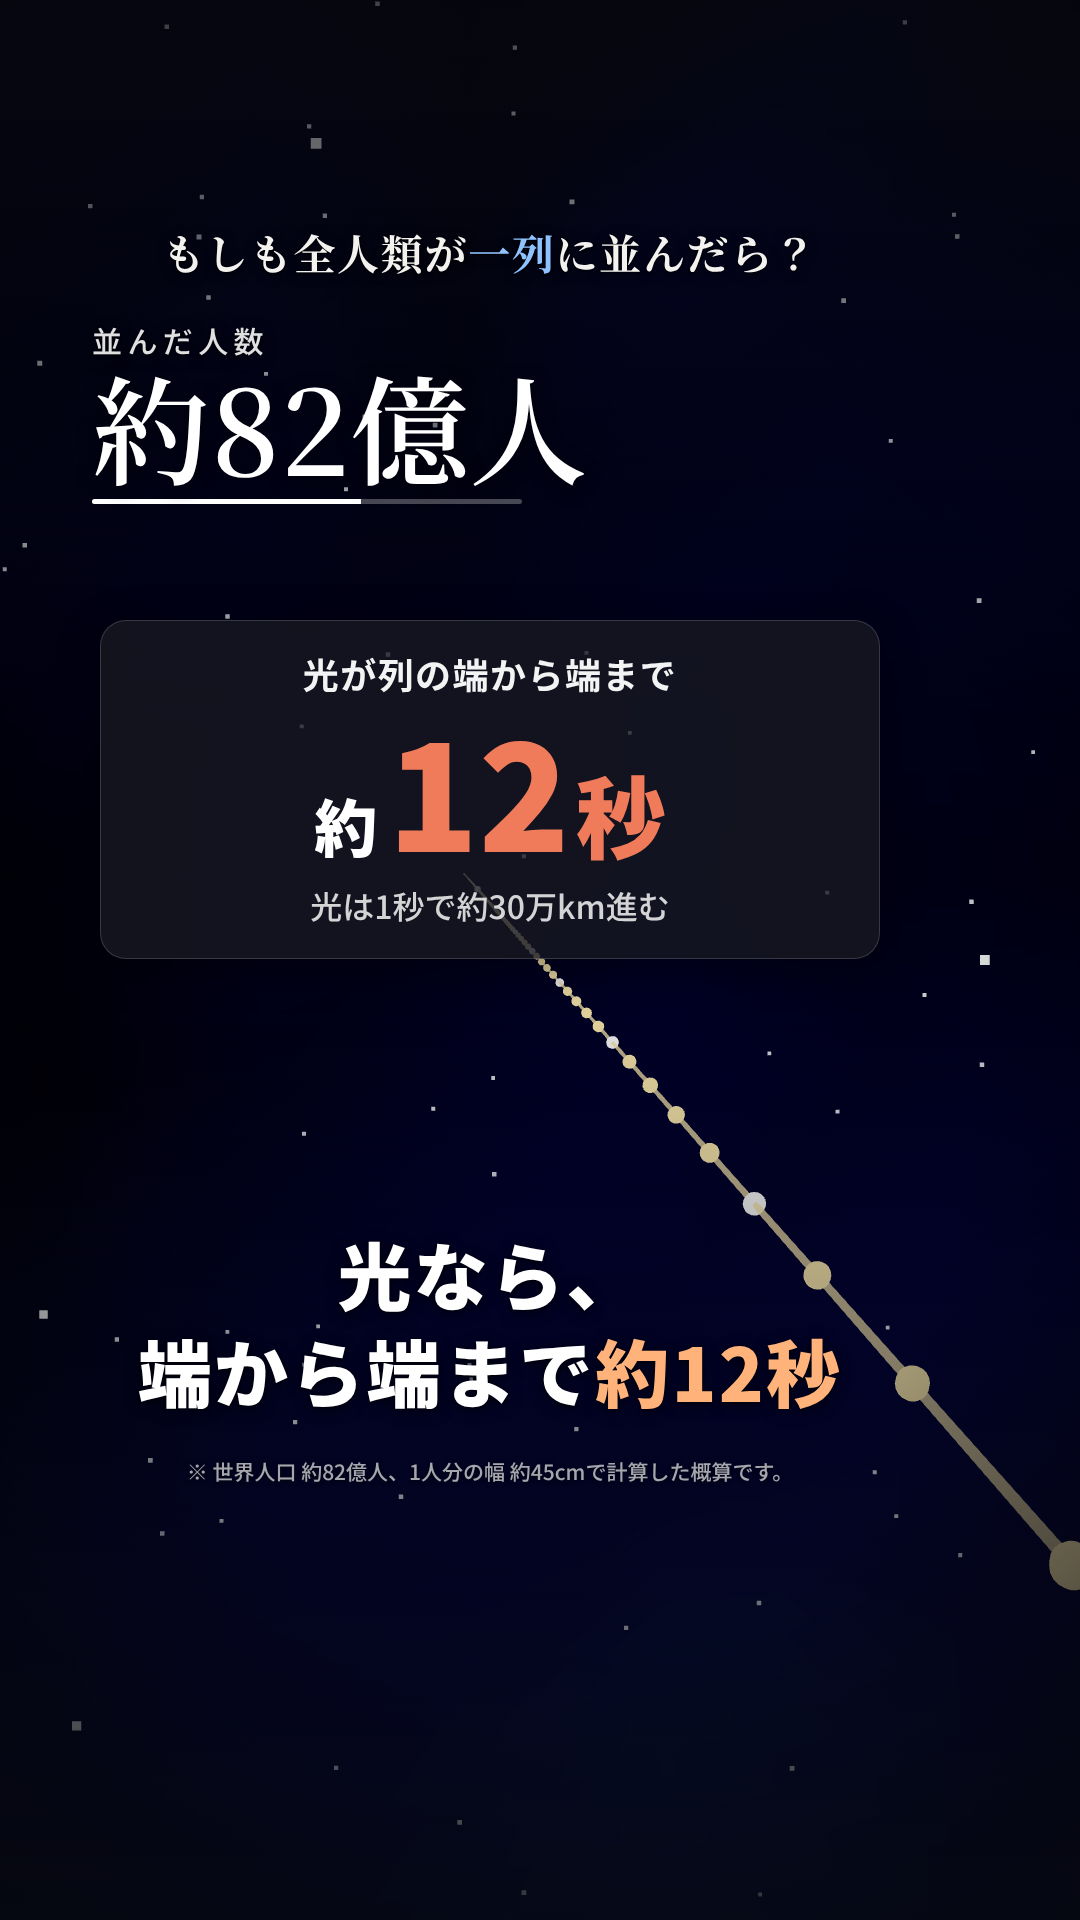 もしも全人類が一列に並んだら？
並んだ人数
約82億人
光が列の端から端まで
約12秒
光は1秒で約30万km進む
光なら、
端から端まで約12秒
※ 世界人口 約82億人、1人分の幅 約45cmで計算した概算です。